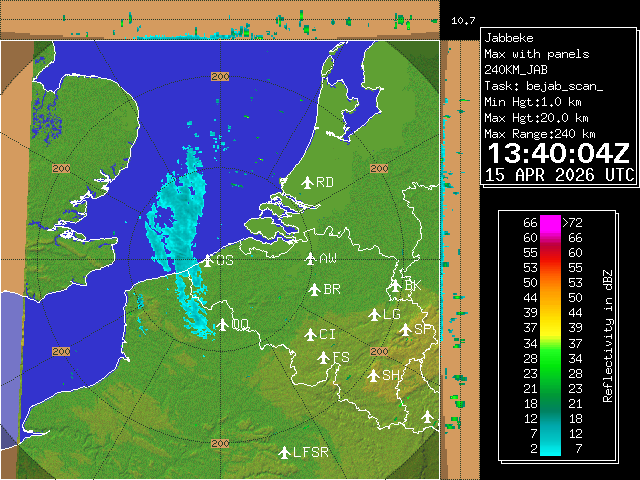 10.7
Jabbeke
Max with panels
240KM_JAB
Task: bejab_scan_
Min Hgt:1.0 km
Max Hgt:20.0 km
Max Range:240 km
13:40:04Z
15 APR 2026 UTC
200
200
200
RD
OS
AW
BR
BK
LG
QQ
CI
SP
FS
200
200
SH
200
LFSR
66 >72
60 66
55 60
53 55
50 53
44 50
39 44
37 39
34 37
28 34
23 28
21 23
18 21
12 18
7 12
2 7
Reflectivity in dBZ